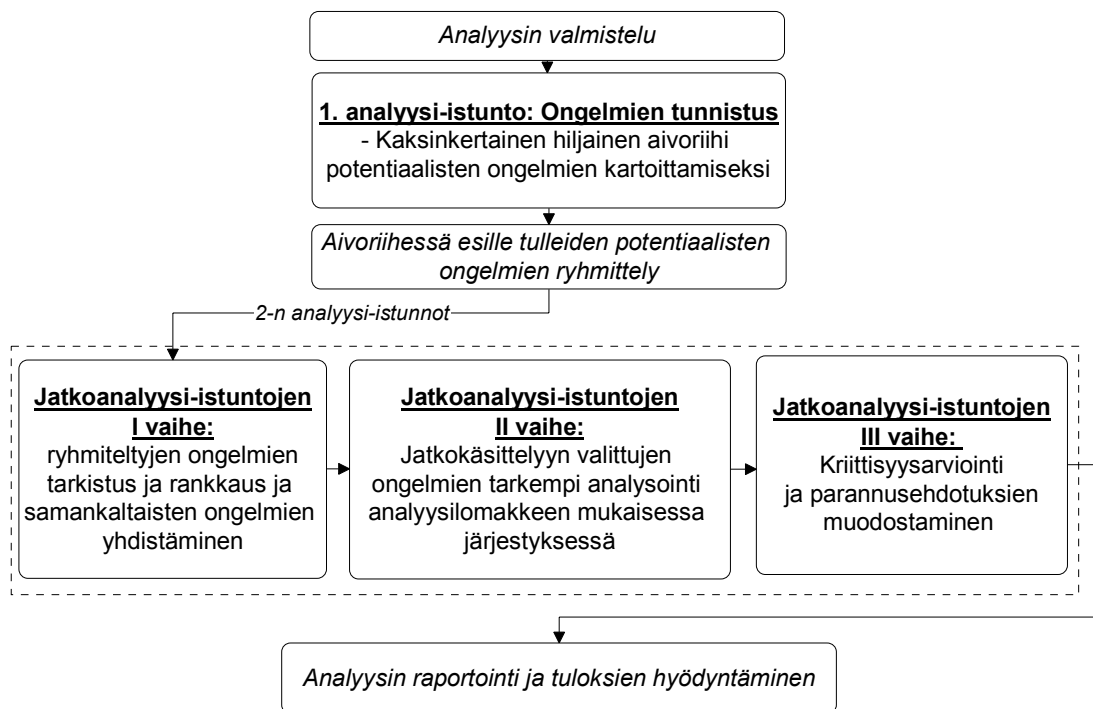 Analyysin valmistelu
1. analyysi-istunto: Ongelmien tunnistus
- Kaksinkertainen hiljainen aivoriihi
potentiaalisten ongelmien kartoittamiseksi
Aivoriihessä esille tulleiden potentiaalisten
ongelmien ryhmittely
2-n analyysi-istunnot
Jatkoanalyysi-istuntojen
I vaihe:
ryhmiteltyjen ongelmien
tarkistus ja rankkaus ja
samankaltaisten ongelmien
yhdistäminen
Jatkoanalyysi-istuntojen
II vaihe:
Jatkokäsittelyyn valittujen
ongelmien tarkempi analysointi
analyysilomakkeen mukaisessa
järjestyksessä
Jatkoanalyysi-istuntojen
III vaihe:
Kriittisyysarviointi
ja parannusehdotuksien
muodostaminen
Analyysin raportointi ja tuloksien hyödyntäminen